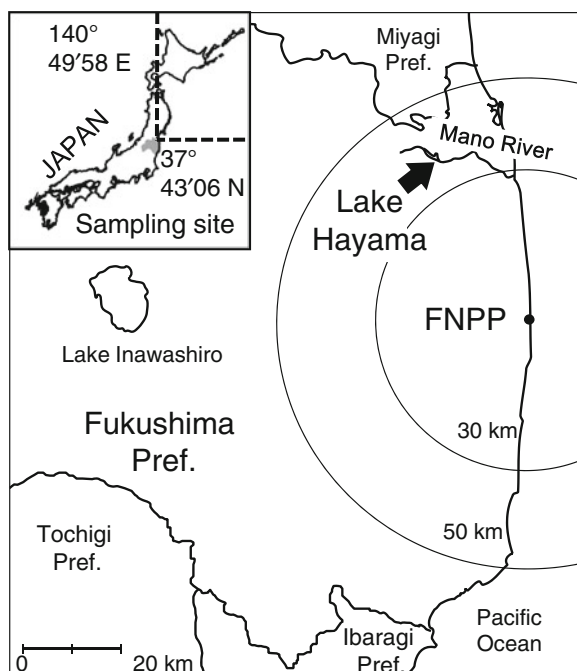 140°
49′58 E
JAPAN
37°
43′06 N
Sampling site
Miyagi
Pref.
Mano River
Lake
Hayama
FNPP
Lake Inawashiro
Fukushima
Pref.
30 km
50 km
Tochigi
Pref.
Ibaragi
Pref.
Pacific
Ocean
0
20 km